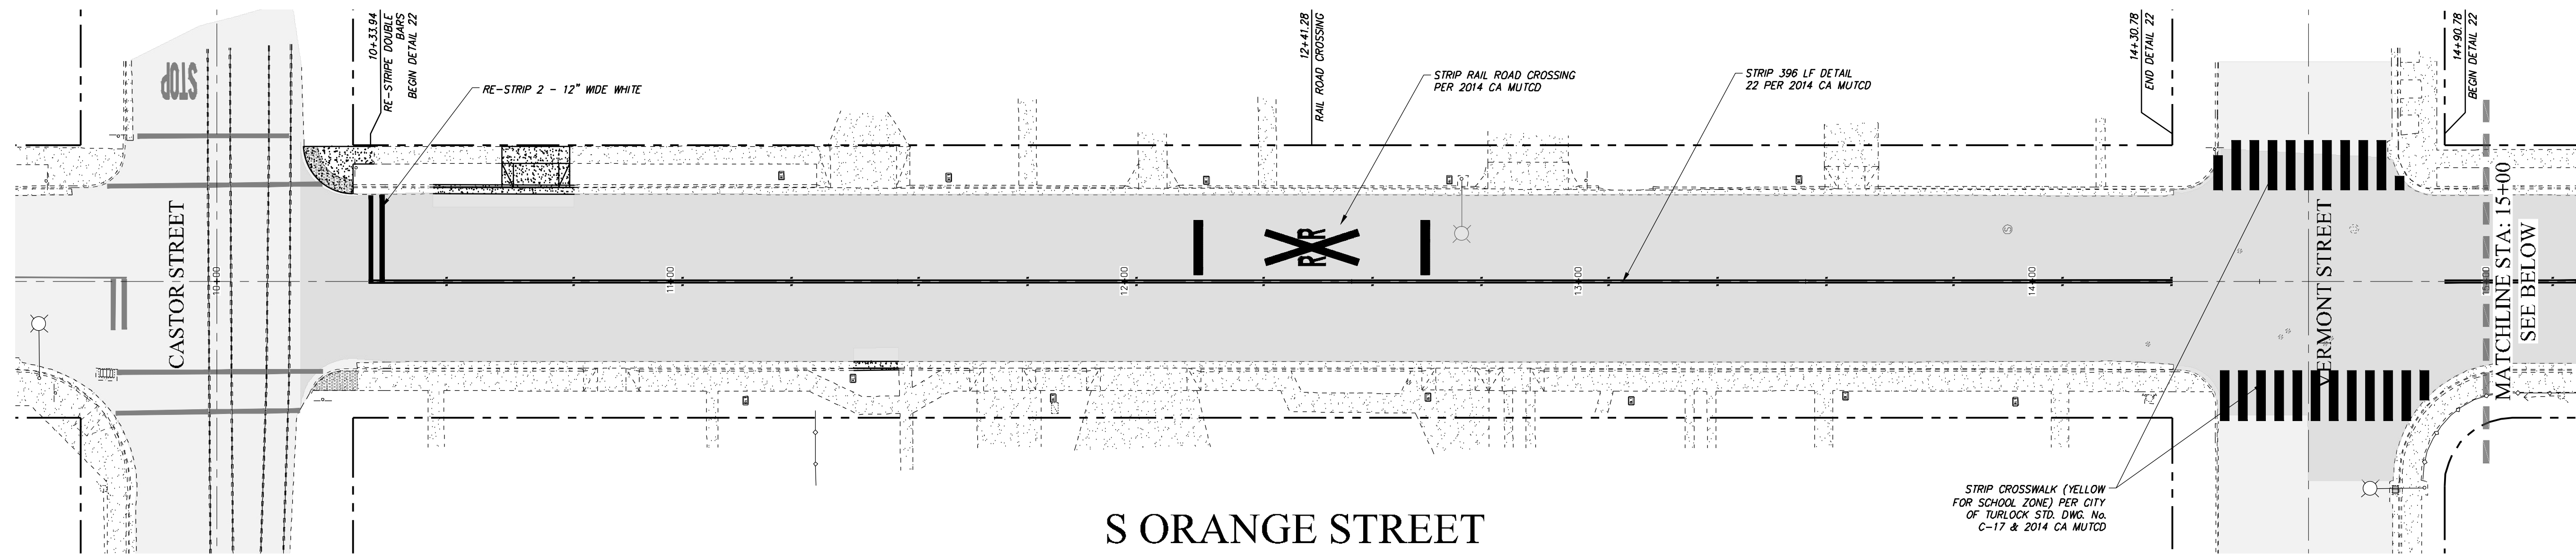 STOP
10+33.94
RE-STRIPE DOUBLE
BARS
BEGIN DETAIL 22
RE-STRIP 2 - 12" WIDE WHITE
12+41.28
RAIL ROAD CROSSING
STRIP RAIL ROAD CROSSING
PER 2014 CA MUTCD
STRIP 396 LF DETAIL
22 PER 2014 CA MUTCD
14+30.78
END DETAIL 22
14+90.78
BEGIN DETAIL 22
CASTOR STREET
10+00
11+00
12+00
R R
13+00
14+00
S
VERMONT STREET
15+00
MATCHLINE STA: 15+00
SEE BELOW
STRIP CROSSWALK (YELLOW
FOR SCHOOL ZONE) PER CITY
OF TURLOCK STD. DWG. No.
C-17 & 2014 CA MUTCD
S ORANGE STREET